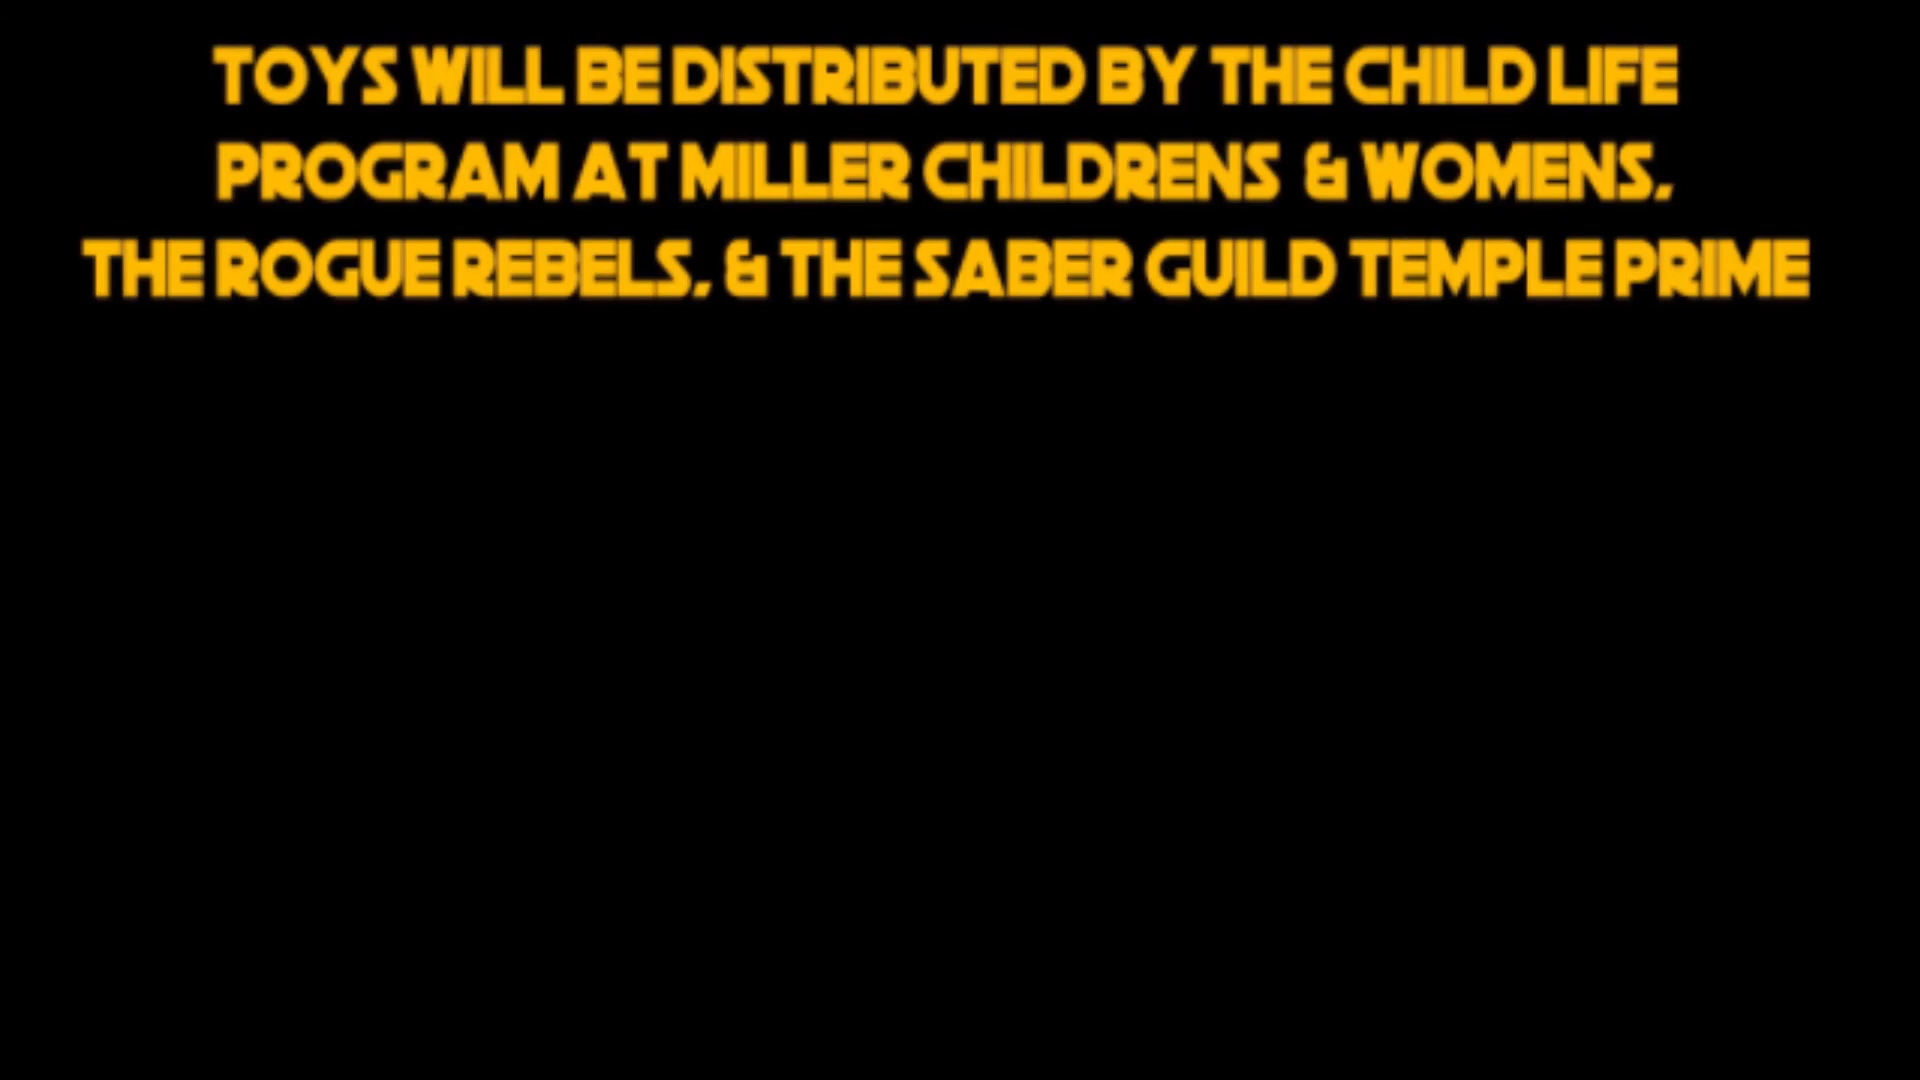 TOYS WILL BE DISTRIBUTED BY THE CHILD LIFE
PROGRAM AT MILLER CHILDRENS & WOMENS,
THE ROGUE REBELS, & THE SABER GUILD TEMPLE PRIME